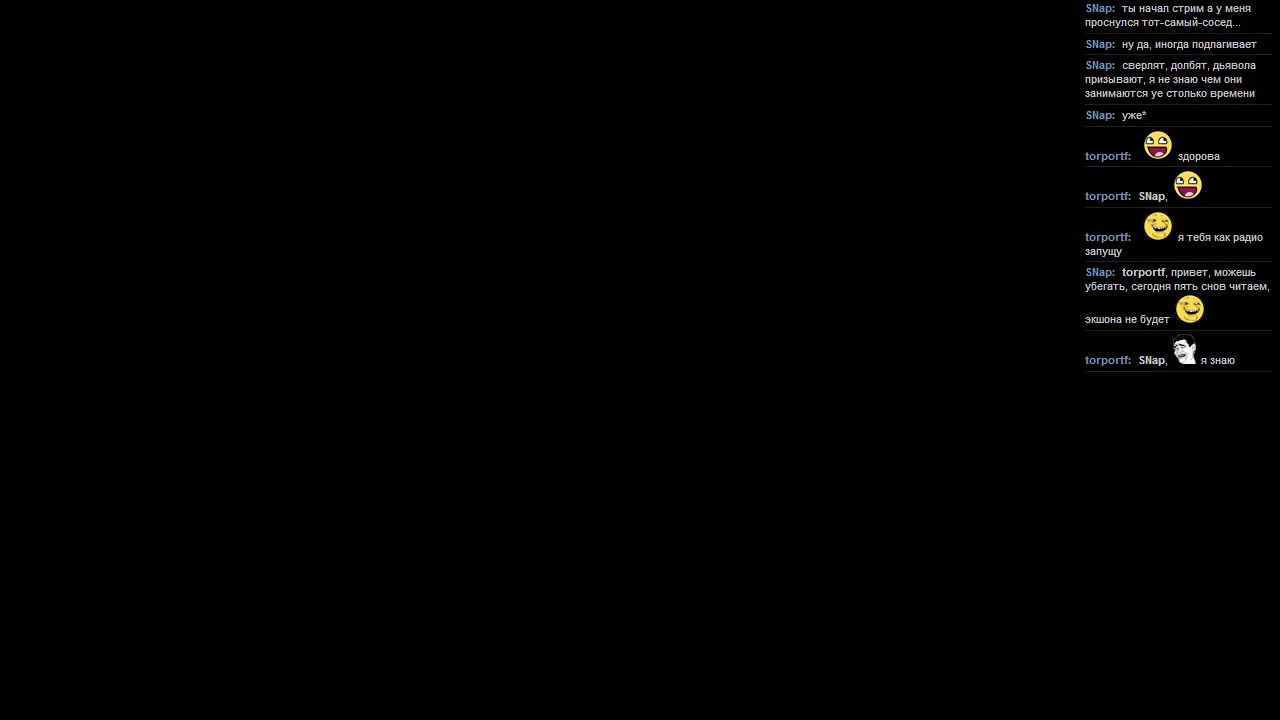 SNap: ты начал стрим а у меня
проснулся тот-самый-сосед...
SNap: ну да, иногда подлагивает
SNap: сверлят, долбят, дьявола
призывают, я не знаю чем они
занимаются уе столько времени
SNap: уже*
torportf: здорова
torportf: SNap,
torportf: я тебя как радио
запущу
SNap: torportf, привет, можешь
убегать, сегодня пять снов читаем,
экшона не будет
torportf: SNap, я знаю